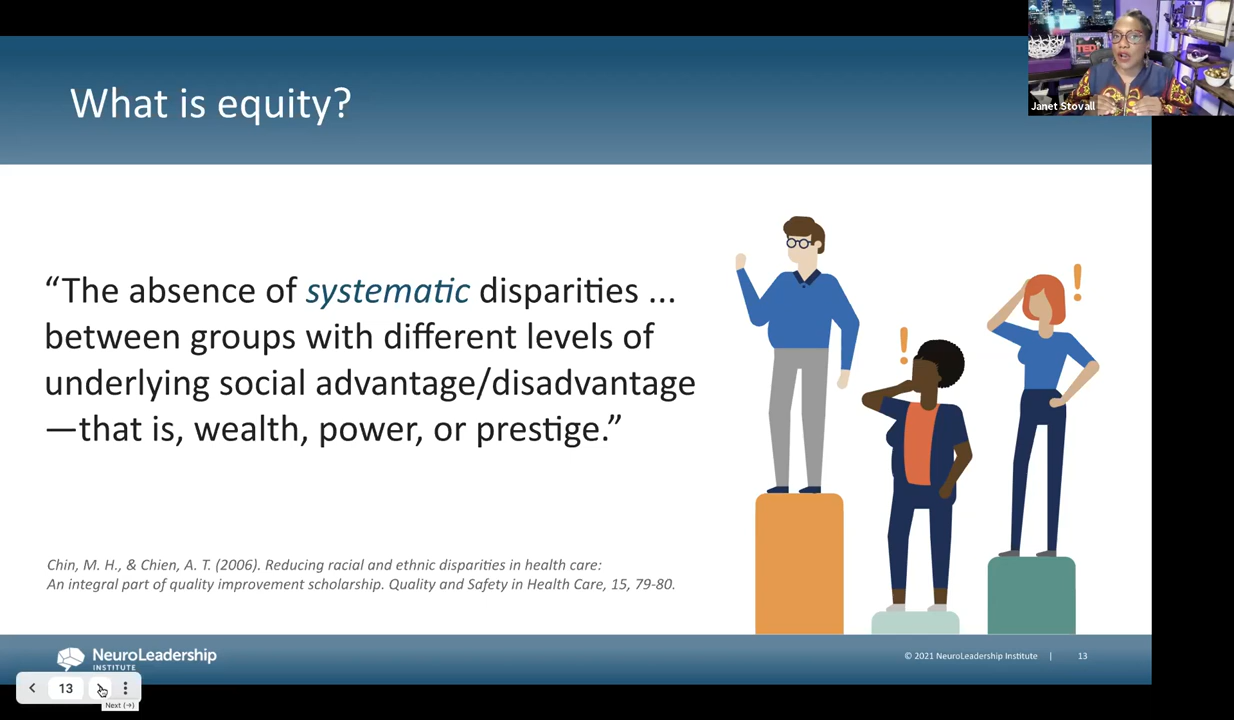 What is equity?
TED
Janet Stovall
“The absence of systematic disparities ...
between groups with different levels of
underlying social advantage/disadvantage
—that is, wealth, power, or prestige.”
!
!
Chin, M. H., & Chien, A. T. (2006). Reducing racial and ethnic disparities in health care:
An integral part of quality improvement scholarship. Quality and Safety in Health Care, 15, 79-80.
NeuroLeadership
INSTITUTE
© 2021 NeuroLeadership Institute | 13
13
Next (→)